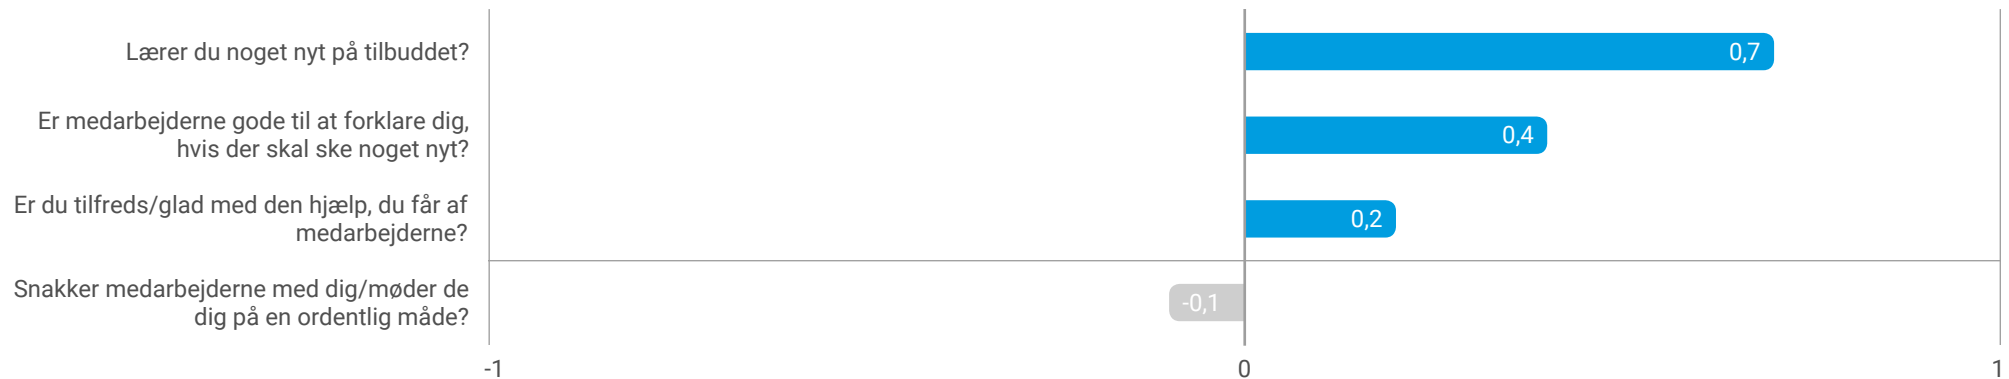 Lærer du noget nyt på tilbuddet?
0,7
Er medarbejderne gode til at forklare dig,
hvis der skal ske noget nyt?
0,4
Er du tilfreds/glad med den hjælp, du får af
medarbejderne?
0,2
Snakker medarbejderne med dig/møder de
dig på en ordentlig måde?
-0,1
-1 0 1